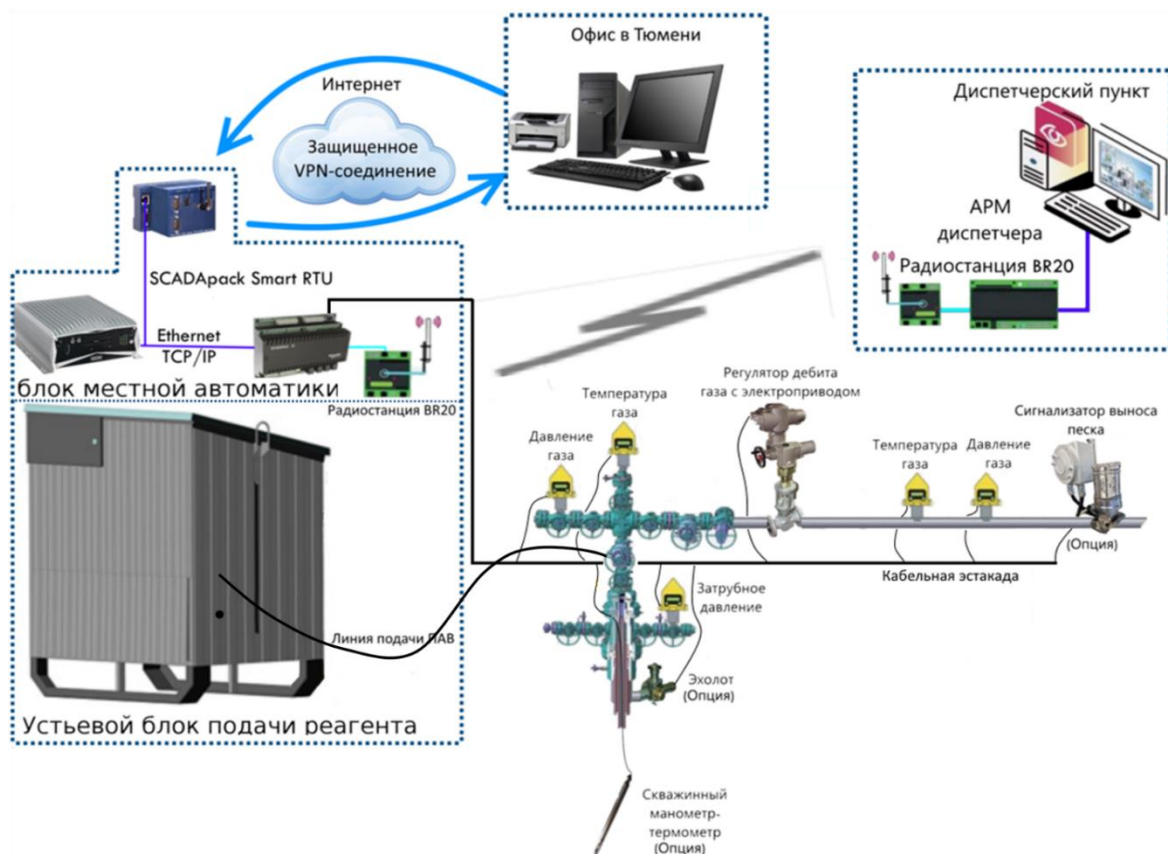 Офис в Тюмени
Интернет
Защищенное
VPN-соединение
Диспетчерский пункт
АРМ
диспетчера
Радиостанция BR20
SCADApack Smart RTU
Ethernet
TCP/IP
блок местной автоматики
Радиостанция BR20
Температура
газа
Давление
газа
Регулятор дебита
газа с электроприводом
Температура
газа
Давление
газа
Сигнализатор выноса
песка
(Опция)
Кабельная эстакада
Затрубное
давление
Линия подачи ПАВ
Эхолот
(Опция)
Устьевой блок подачи реагента
Скважинный
манометр-
термометр
(Опция)